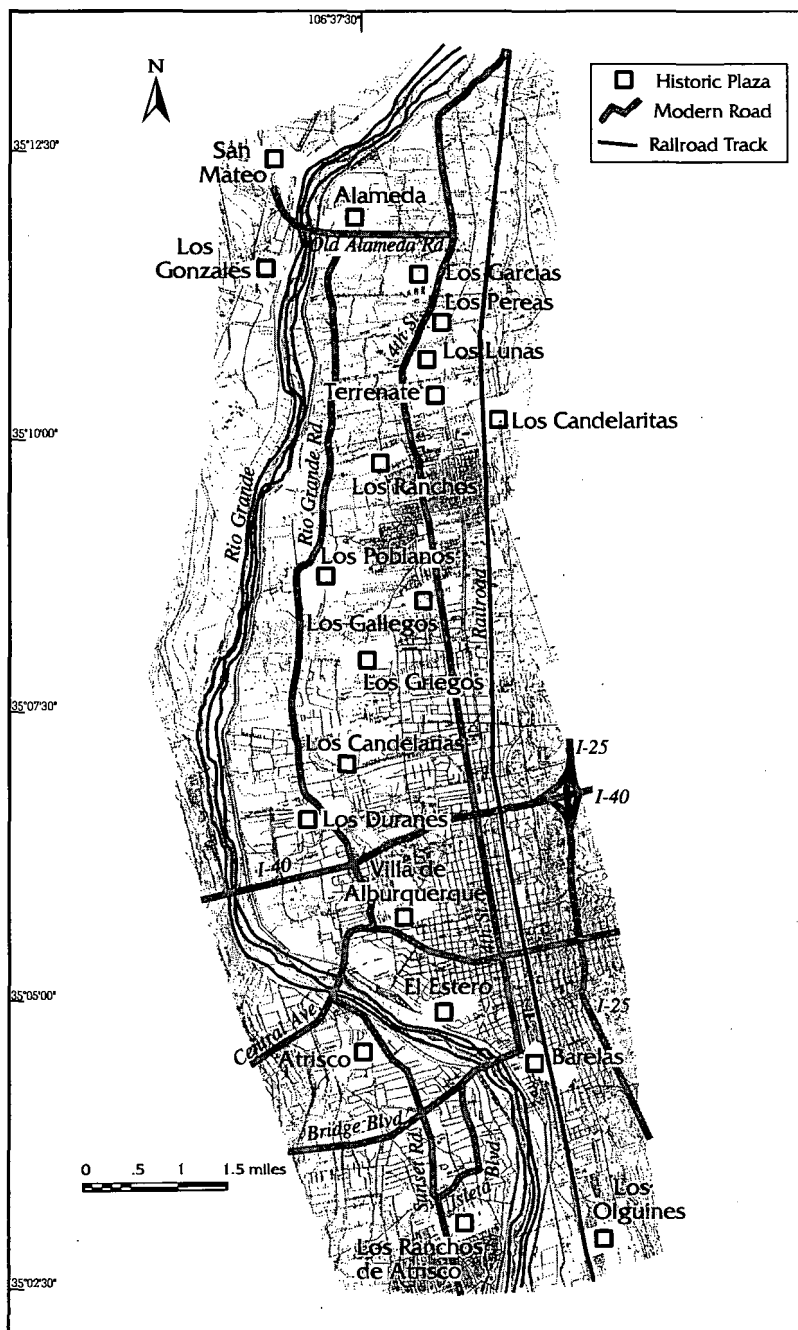 106°37'30"
N
Historic Plaza
Modern Road
Railroad Track
35°12'30"
San
Mateo
Alameda
Old Alameda Rd.
Los
Gonzales
Los Garcias
Los Pereas
4th St.
Los Lunas
Terrenate
Los Candelaritas
35°10'00"
Los Ranchos
Rio Grande
Rio Grande Rd.
Los Poblanos
Railroad
Los Gallegos
Los Griegos
35°07'30"
Los Candelarias
I-25
I-40
Los Duranes
I-40
Villa de
Alburquerque
4th St.
35°05'00"
El Estero
I-25
Central Ave.
Atrisco
Barelas
Bridge Blvd.
0 1 1.5 miles
Sunset Rd.
Isleta Blvd.
Los
Olguines
Los Ranchos
de Atrisco
35°02'30"